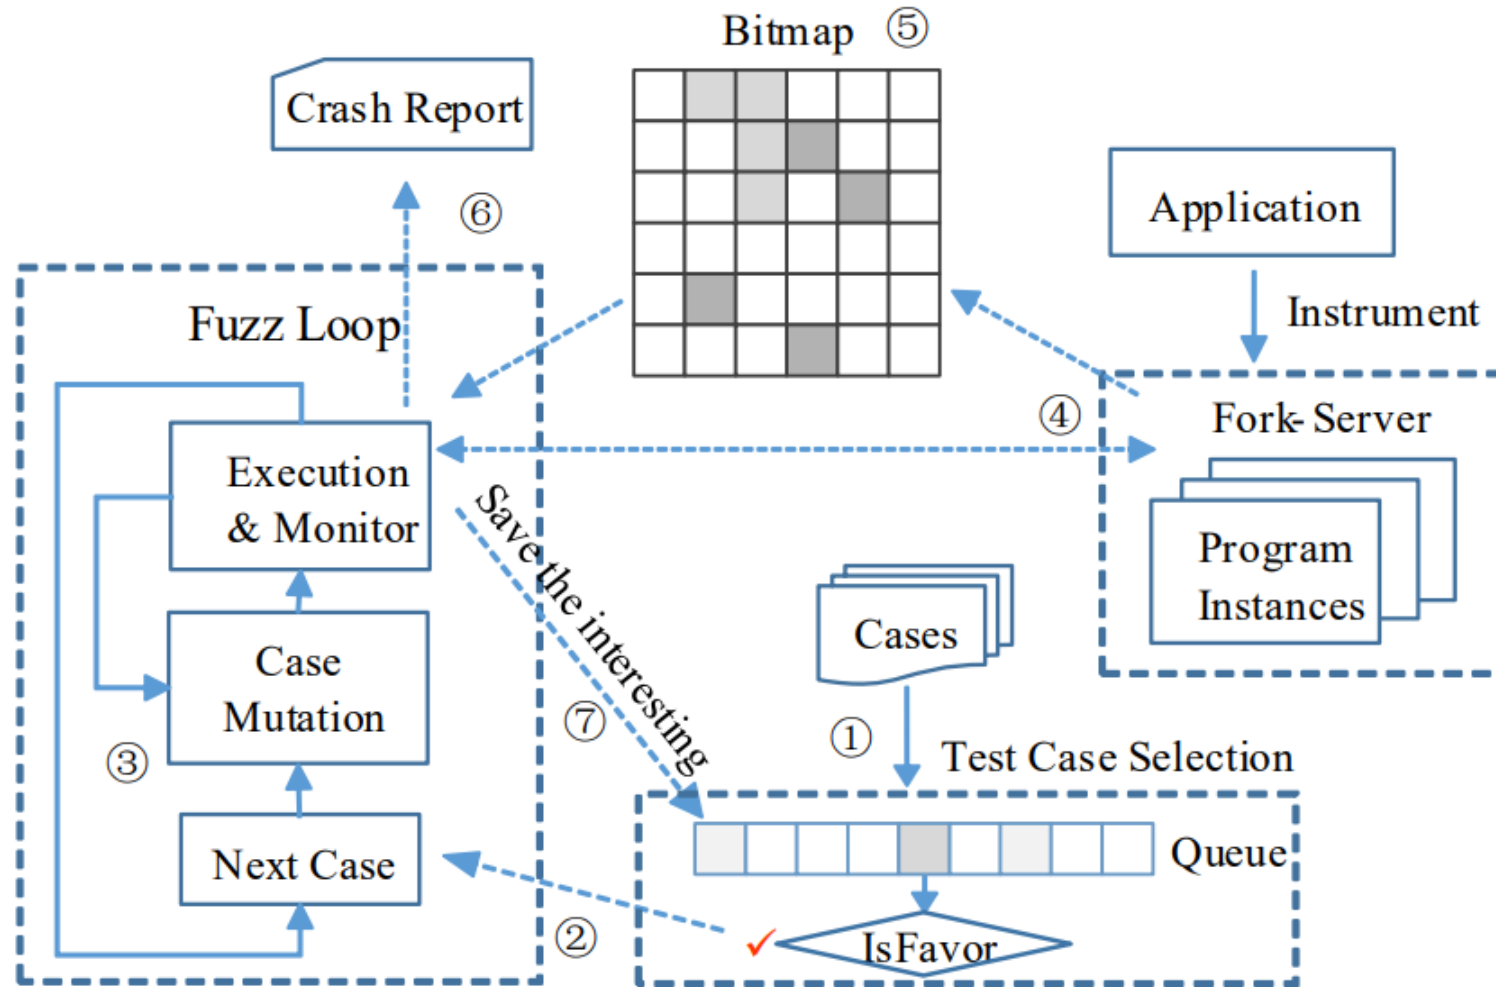 Bitmap ⑤
Crash Report
⑥
Application
Instrument
Fuzz Loop
④
Fork-Server
Execution
& Monitor
Program
Instances
Save the interesting
Cases
Case
Mutation
③
⑦
①
Test Case Selection
Next Case
Queue
②
✓
IsFavor